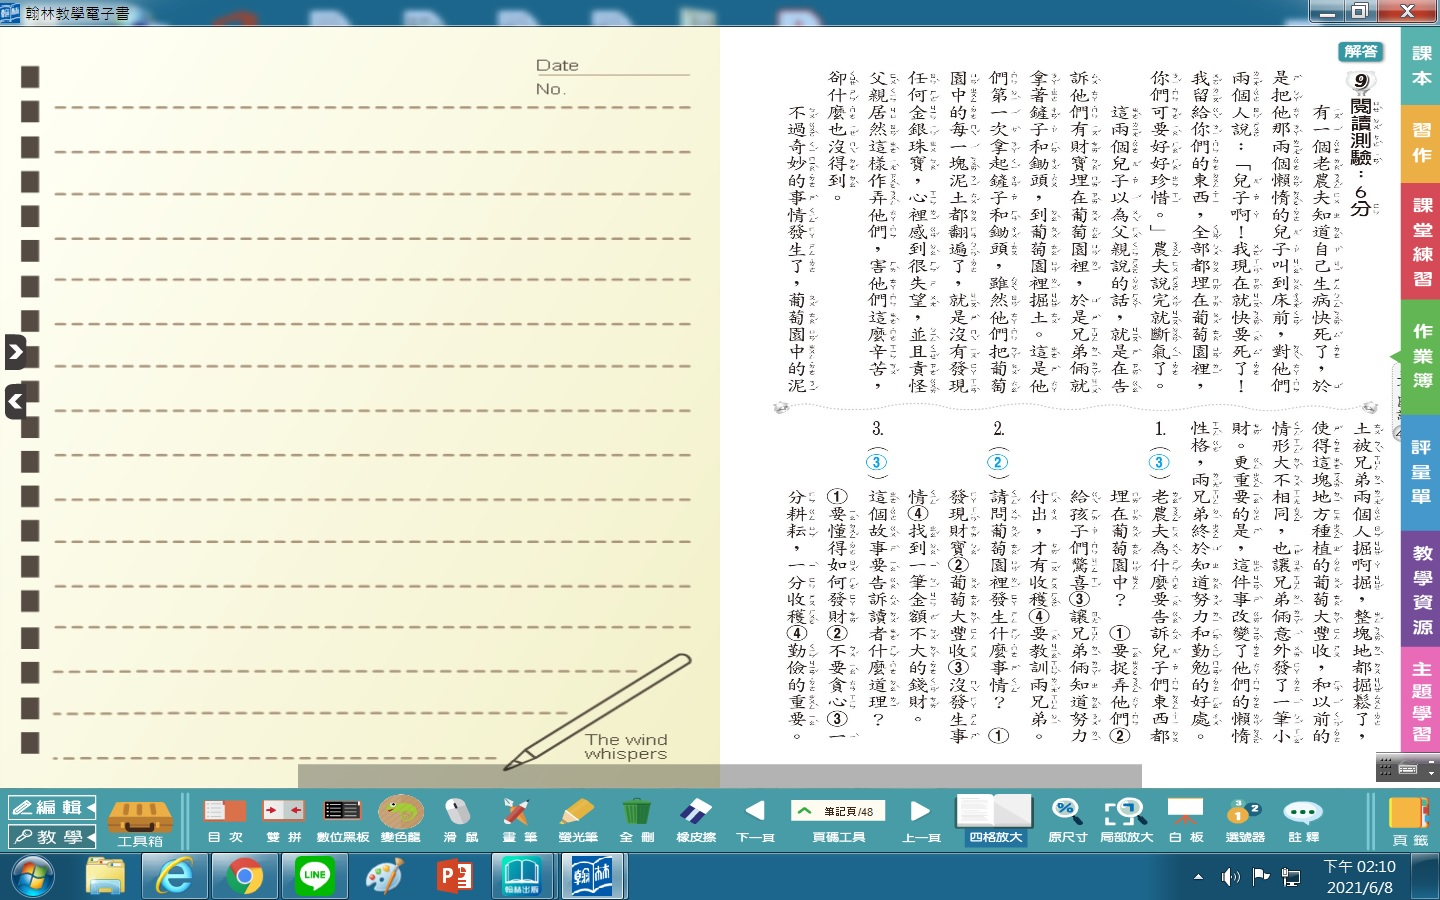 翰林教學電子書
Date
No.
The wind
whispers
解答
9 閱讀測驗：6分
有一個老農夫知道自己生病快死了，於
是把他那兩個懶惰的兒子叫到床前，對他們
兩個人說：「兒子啊！我現在就快要死了！
我留給你們的東西，全部都埋在葡萄園裡，
你們可要好好珍惜。」農夫說完就斷氣了。
這兩個兒子以為父親說的話，就是在告
訴他們有財寶埋在葡萄園裡，於是兄弟倆就
拿著鏟子和鋤頭，到葡萄園裡掘土。這是他
們第一次拿起鏟子和鋤頭，雖然他們把葡萄
園中的每一塊泥土都翻遍了，就是沒有發現
任何金銀珠寶，心裡感到很失望，並且責怪
父親居然這樣作弄他們，害他們這麼辛苦，
卻什麼也沒得到。
不過奇妙的事情發生了，葡萄園中的泥
土被兄弟兩個人掘啊掘，整塊地都掘鬆了，
使得這塊地方種植的葡萄大豐收，和以前的
情形大不相同，也讓兄弟倆意外發了一筆小
財。更重要的是，這件事改變了他們的懶惰
性格，兩兄弟終於知道努力和勤勉的好處。
1.（③）老農夫為什麼要告訴兒子們東西都
埋在葡萄園中？ ①要捉弄他們②
給孩子們驚喜③讓兄弟倆知道努力
付出，才有收穫④要教訓兩兄弟。
2.（②）請問葡萄園裡發生什麼事情？ ①
發現財寶②葡萄大豐收③沒發生事
情④找到一筆金額不大的錢財。
3.（③）這個故事要告訴讀者什麼道理？
①要懂得如何發財②不要貪心③一
分耕耘，一分收穫④勤儉的重要。
課本
習作
課堂練習
作業簿
評量單
教學資源
主題學習
編輯
教學
工具箱
目次
雙拼
數位黑板
變色龍
滑鼠
畫筆
螢光筆
全刪
橡皮擦
下一頁
筆記頁/48
頁碼工具
上一頁
四格放大
原尺寸
局部放大
白板
選號器
註釋
頁籤
LINE
翰林出版
翰林
下午 02:10
2021/6/8